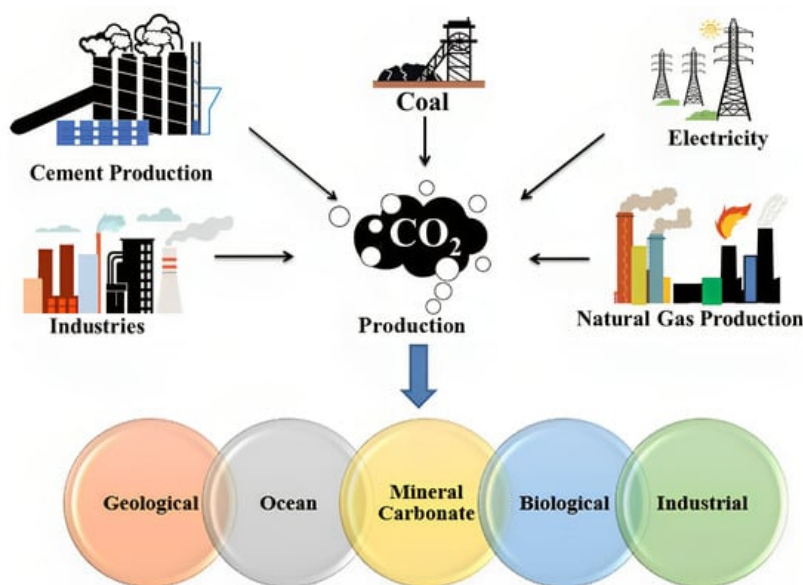 Coal
Electricity
Cement Production
CO₂
Industries
Production
Natural Gas Production
Geological
Ocean
Mineral
Carbonate
Biological
Industrial